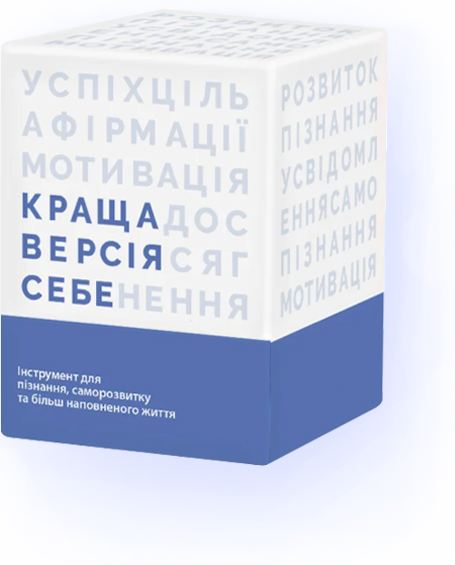 УСПІХЦІЛЬ
АФІРМАЦІЇ
МОТИВАЦІЯ
КРАЩАДОС
ВЕРСІЯСЯГ
СЕБЕНЕННЯ
Інструмент для
пізнання, саморозвитку
та більш наповненого життя
РОЗВИТОК
ПІЗНАННЯ
УСВІДОМЛ
ЕННЯСАМО
ПІЗНАННЯ
МОТИВАЦІЯ